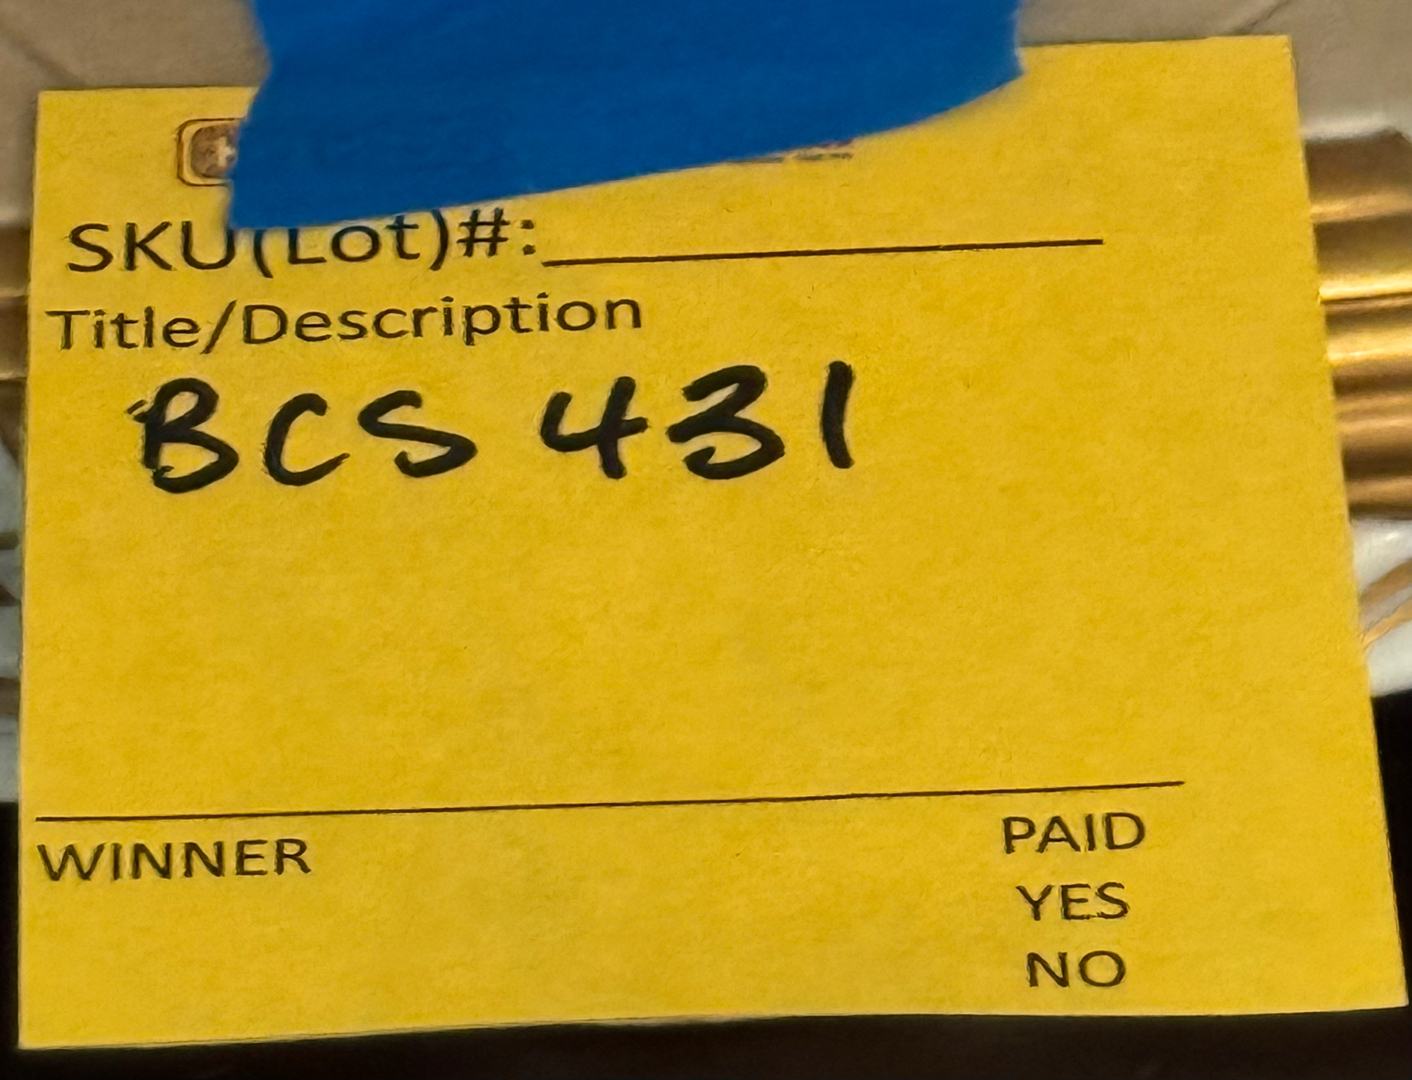 SKU(Lot)#:
Title/Description
BCS 431
WINNER
PAID
YES
NO